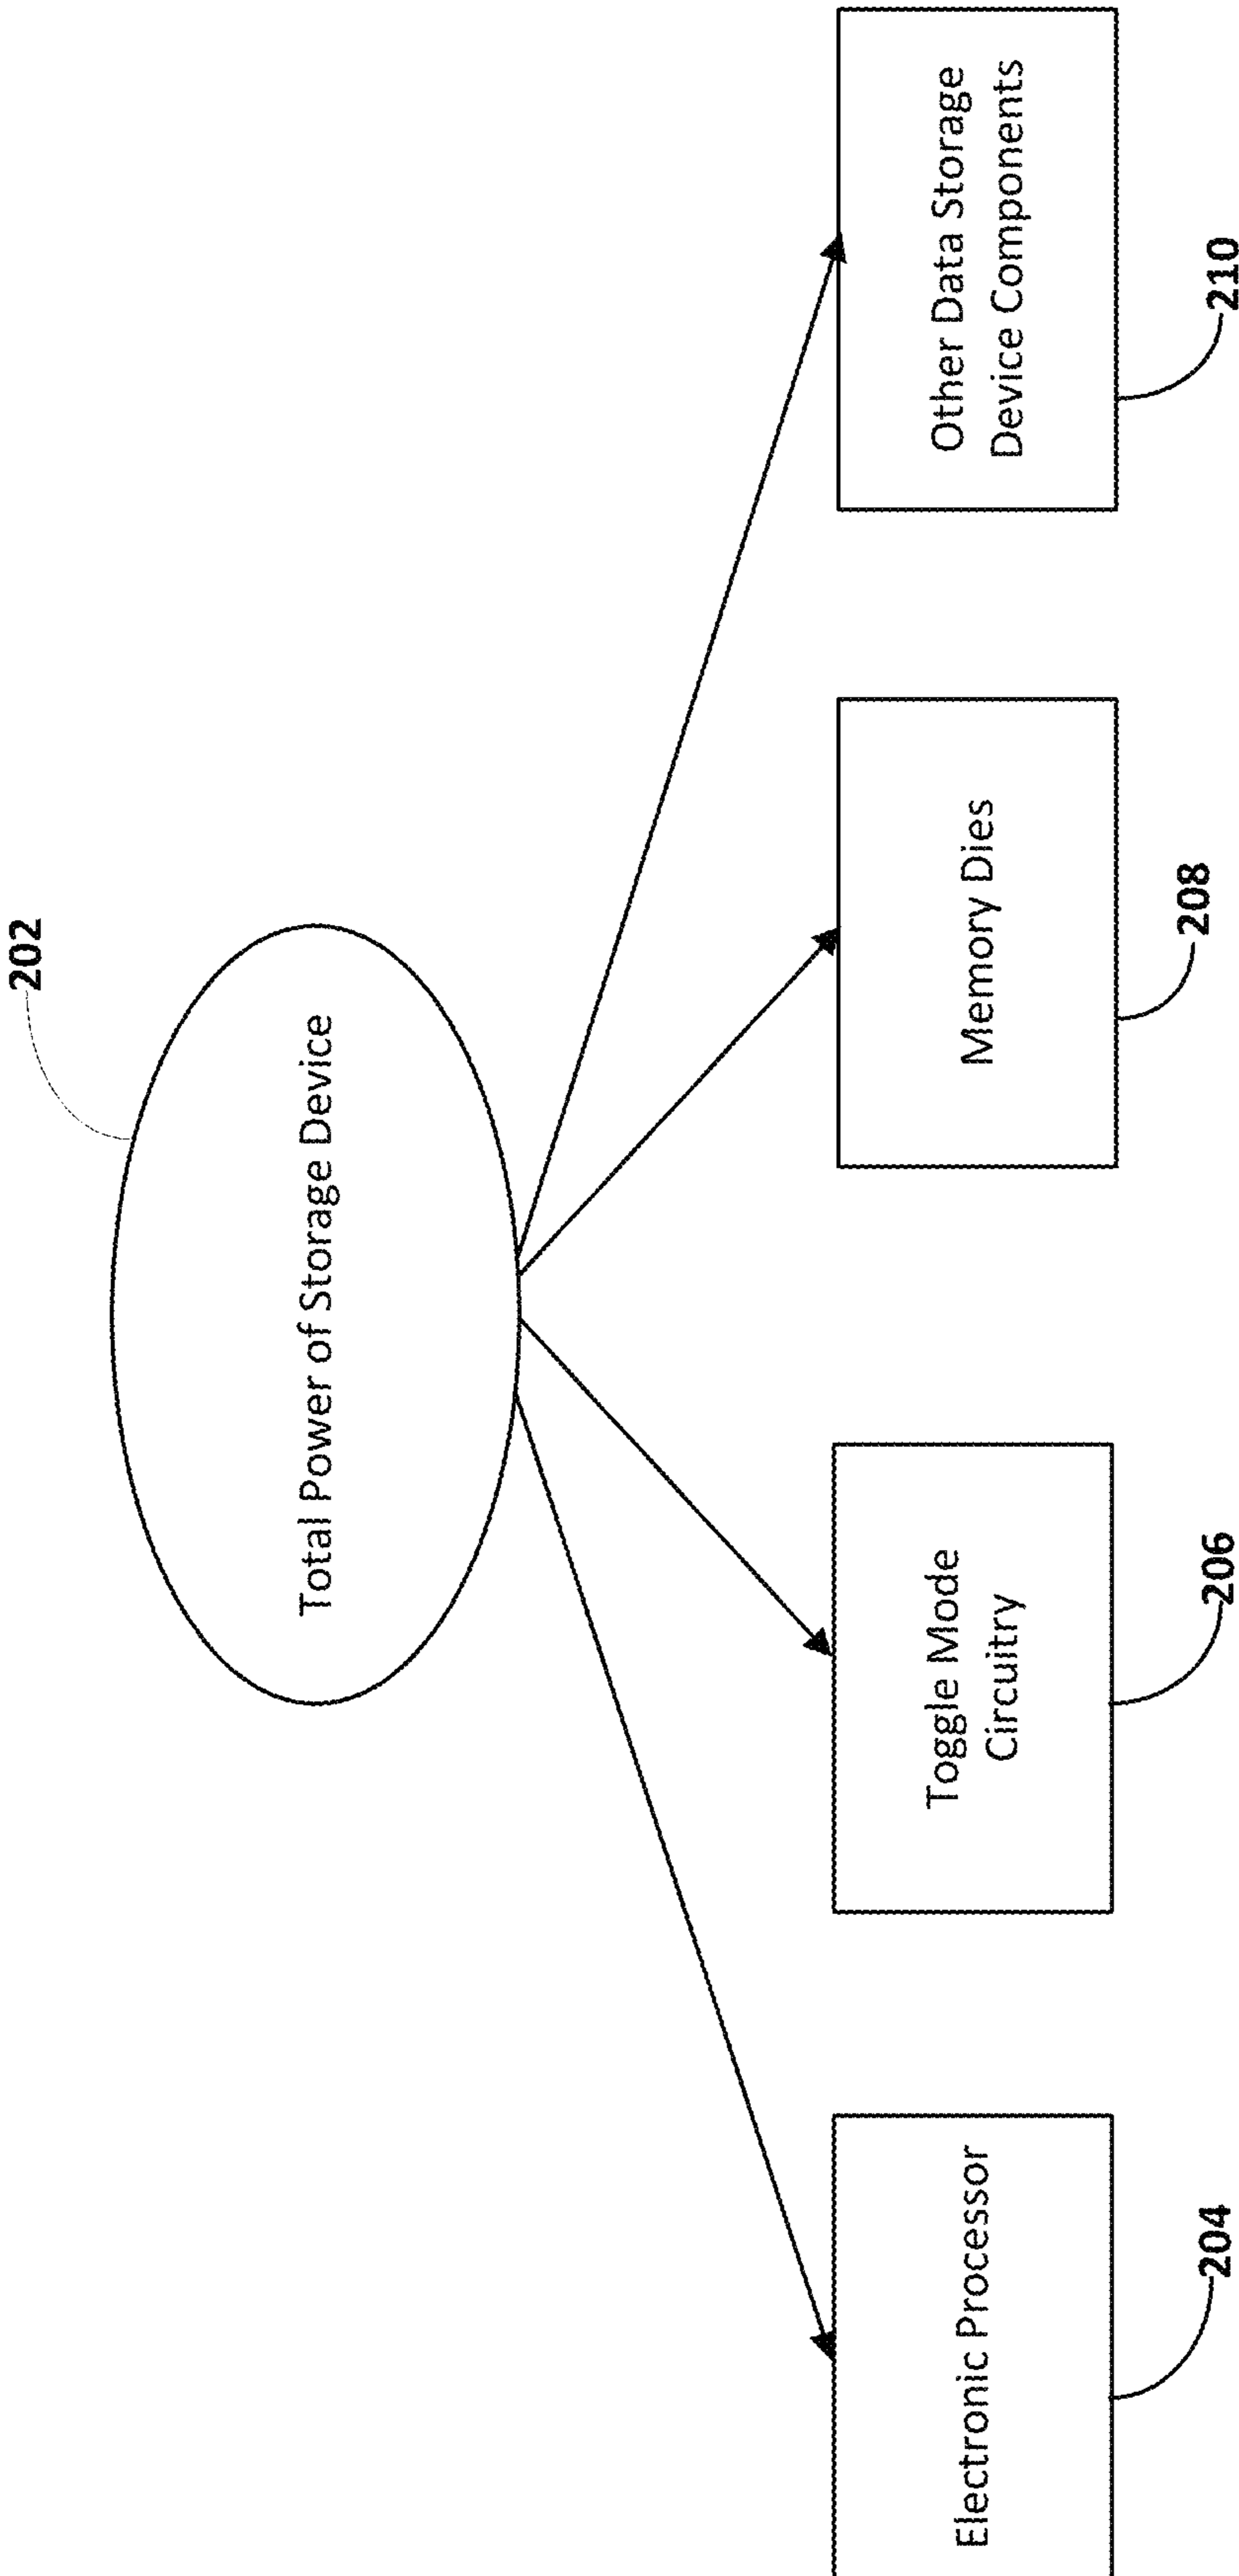 202
Total Power of Storage Device
Electronic Processor
204
Toggle Mode
Circuitry
206
Memory Dies
208
Other Data Storage
Device Components
210